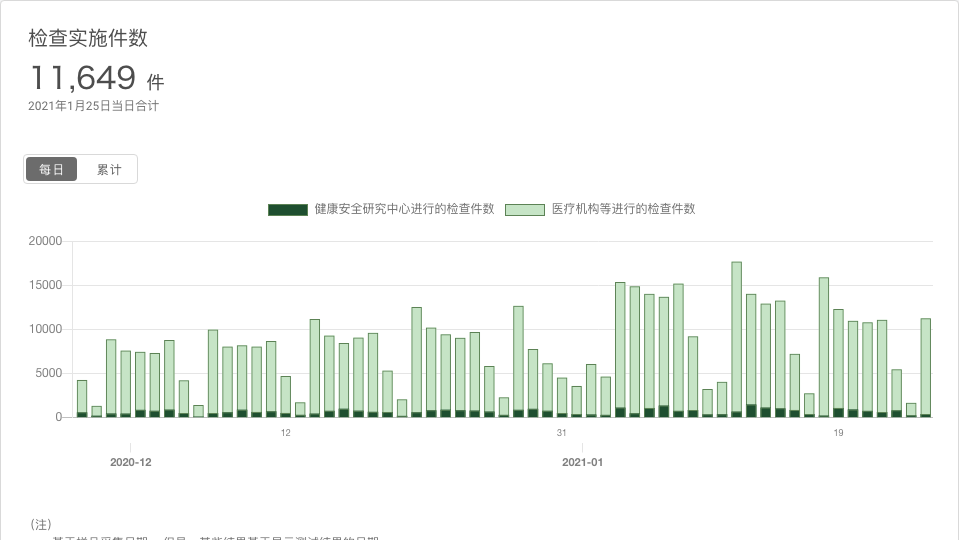 检查实施件数
11,649 件
2021年1月25日当日合计
每日 累计
健康安全研究中心进行的检查件数 医疗机构等进行的检查件数
20000
15000
10000
5000
0
12 31 19
2020-12 2021-01
(注)